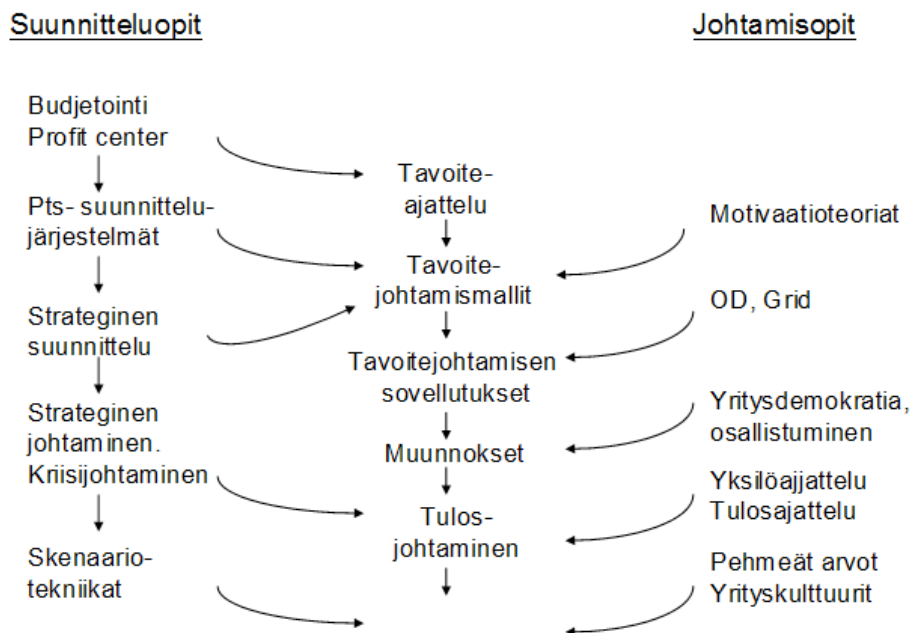 Suunnitteluopit
Johtamisopit
Budjetointi
Profit center
Pts- suunnittelu-
järjestelmät
Strateginen
suunnittelu
Strateginen
johtaminen.
Kriisijohtaminen
Skenaario-
tekniikat
Tavoite-
ajattelu
Tavoite-
johtamismallit
Tavoitejohtamisen
sovellutukset
Muunnokset
Tulos-
johtaminen
Motivaatioteoriat
OD, Grid
Yritysdemokratia,
osallistuminen
Yksilöajjattelu
Tulosajattelu
Pehmeät arvot
Yrityskulttuurit